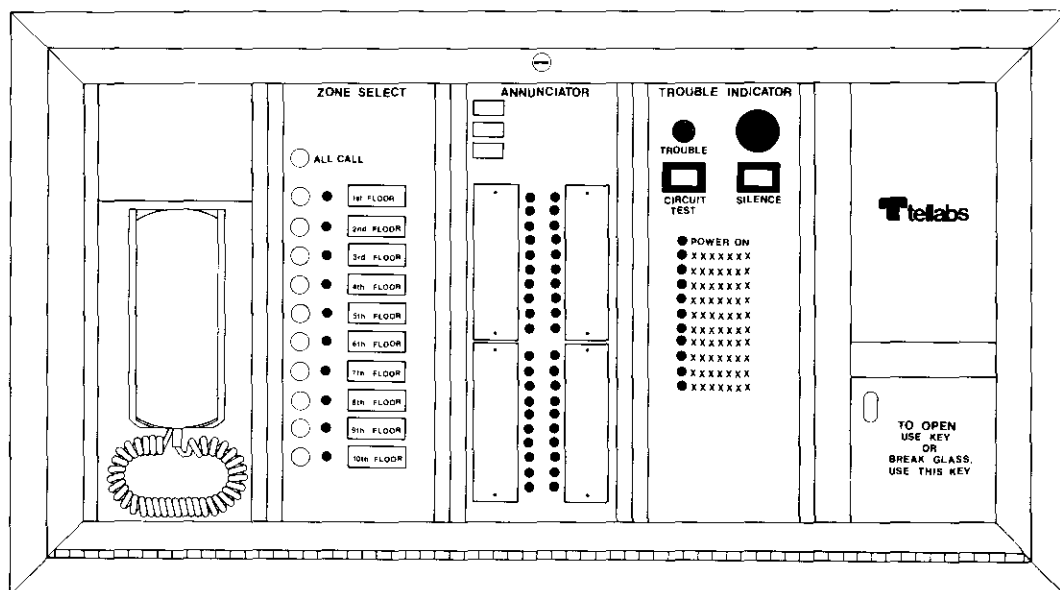 ZONE SELECT
ALL CALL
1st FLOOR
2nd FLOOR
3rd FLOOR
4th FLOOR
5th FLOOR
6th FLOOR
7th FLOOR
8th FLOOR
9th FLOOR
10th FLOOR
ANNUNCIATOR
TROUBLE INDICATOR
TROUBLE
CIRCUIT
TEST
SILENCE
POWER ON
XXXXXXX
XXXXXXX
XXXXXXX
XXXXXXX
XXXXXXX
XXXXXXX
XXXXXXX
XXXXXXX
XXXXXXX
XXXXXXX
tellabs
TO OPEN
USE KEY
OR
BREAK GLASS,
USE THIS KEY